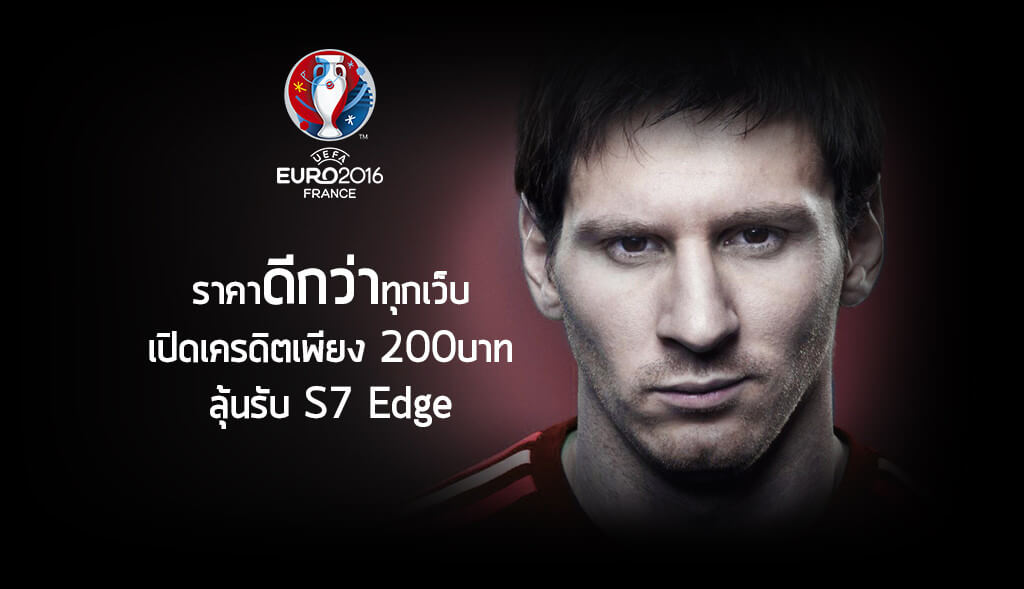 TM
UEFA
EURO2016
FRANCE
ราคาดีกว่าทุกเว็บ
เปิดเครดิตเพียง 200บาท
ลุ้นรับ S7 Edge